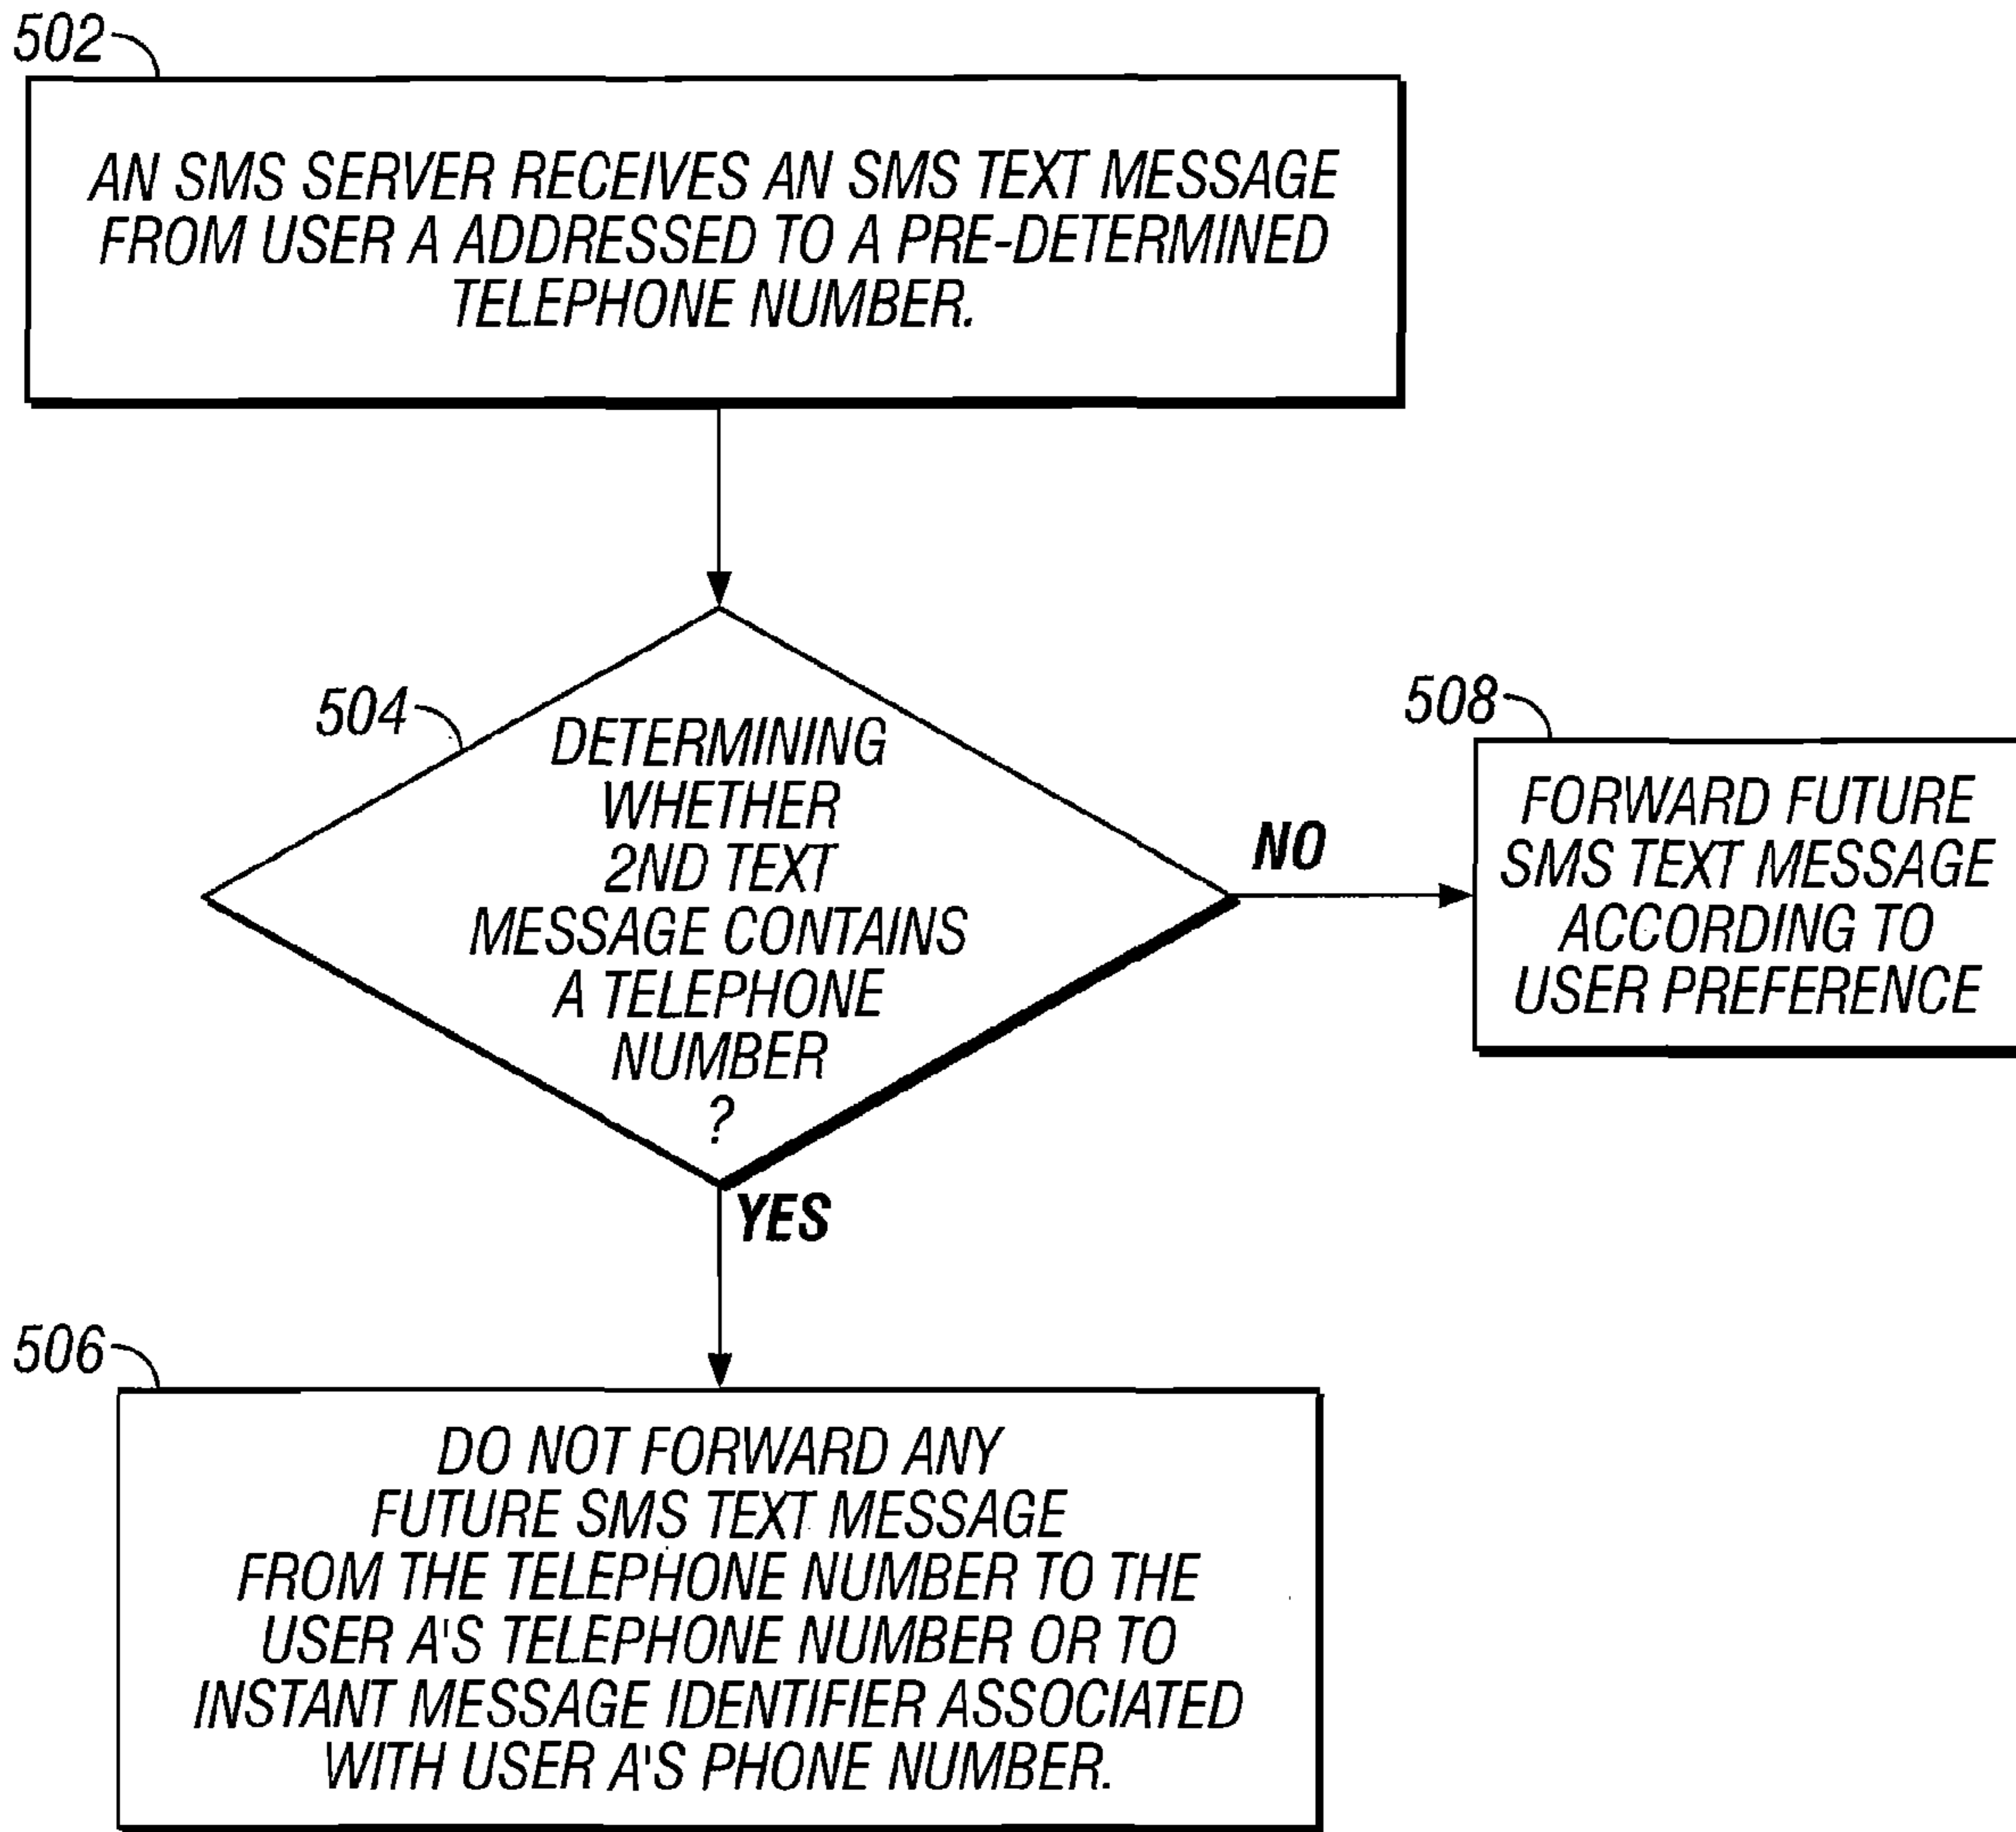 502
AN SMS SERVER RECEIVES AN SMS TEXT MESSAGE
FROM USER A ADDRESSED TO A PRE-DETERMINED
TELEPHONE NUMBER.
504
DETERMINING
WHETHER
2ND TEXT
MESSAGE CONTAINS
A TELEPHONE
NUMBER
?
NO
508
FORWARD FUTURE
SMS TEXT MESSAGE
ACCORDING TO
USER PREFERENCE
YES
506
DO NOT FORWARD ANY
FUTURE SMS TEXT MESSAGE
FROM THE TELEPHONE NUMBER TO THE
USER A'S TELEPHONE NUMBER OR TO
INSTANT MESSAGE IDENTIFIER ASSOCIATED
WITH USER A'S PHONE NUMBER.